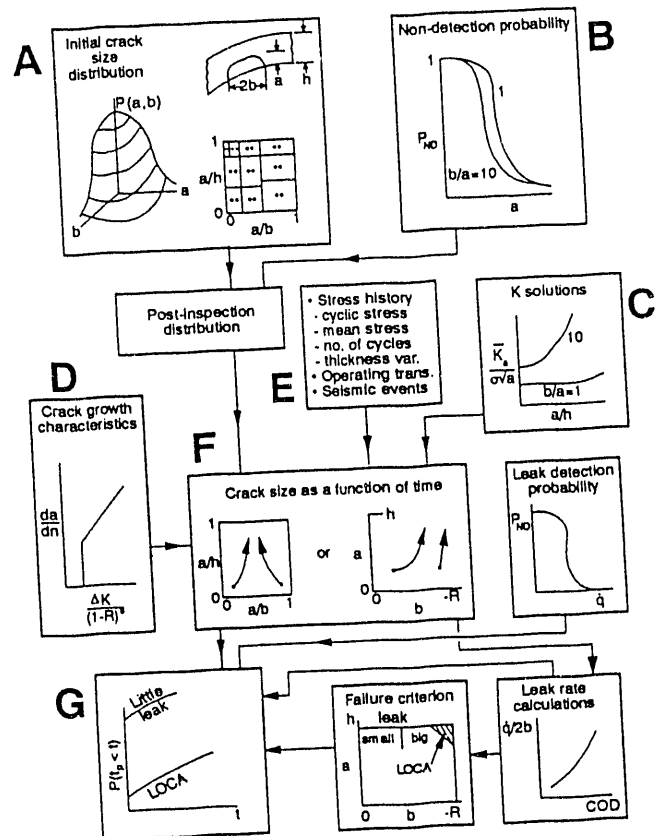 A
Initial crack
size
distribution
P(a,b)
a
b
2b
a
h
1
a/h
0
0
1
a/b
Non-detection probability
B
1
P_ND
1
b/a=10
a
Post-inspection
distribution
• Stress history
- cyclic stress
- mean stress
- no. of cycles
- thickness var.
• Operating trans.
• Seismic events
E
K solutions
C
K̅ₐ
σ√a
10
b/a=1
a/h
D
Crack growth
characteristics
da
dn
ΔK
(1-R)
F
Crack size as a function of time
1
a/h
0
0
1
a/b
or
h
a
0
b
-R
Leak detection
probability
P_ND
q̇
G
Little
leak
P(t_p < t)
LOCA
t
Failure criterion
leak
h
small
big
LOCA
a
0
b
-R
Leak rate
calculations
q̇/2b
COD